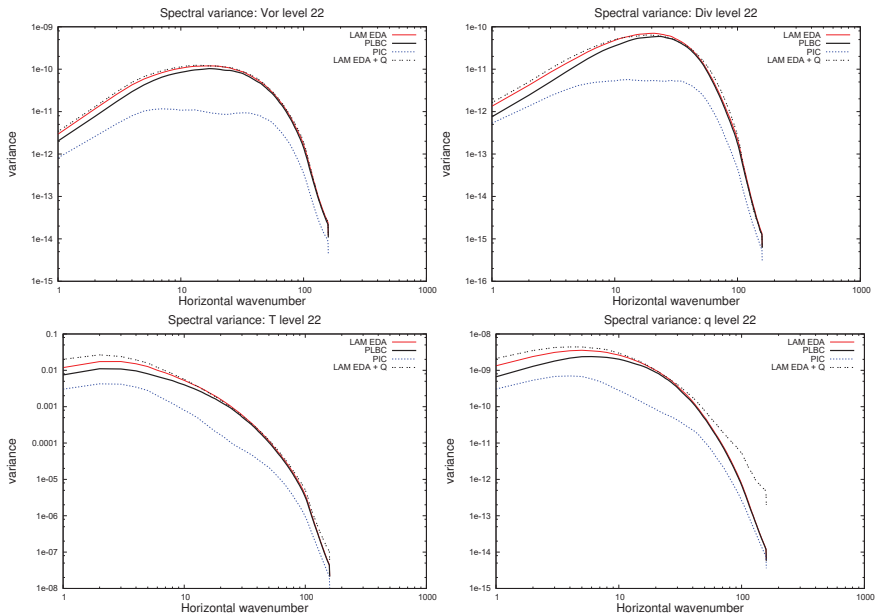 Spectral variance: Vor level 22
1e-09
1e-10
1e-11
1e-12
1e-13
1e-14
1e-15
variance
1
10
100
1000
Horizontal wavenumber
LAM EDA
PLBC
PIC
LAM EDA + Q
Spectral variance: Div level 22
1e-10
1e-11
1e-12
1e-13
1e-14
1e-15
1e-16
variance
1
10
100
1000
Horizontal wavenumber
LAM EDA
PLBC
PIC
LAM EDA + Q
Spectral variance: T level 22
0.1
0.01
0.001
0.0001
1e-05
1e-06
1e-07
1e-08
variance
1
10
100
1000
Horizontal wavenumber
LAM EDA
PLBC
PIC
LAM EDA + Q
Spectral variance: q level 22
1e-08
1e-09
1e-10
1e-11
1e-12
1e-13
1e-14
1e-15
variance
1
10
100
1000
Horizontal wavenumber
LAM EDA
PLBC
PIC
LAM EDA + Q